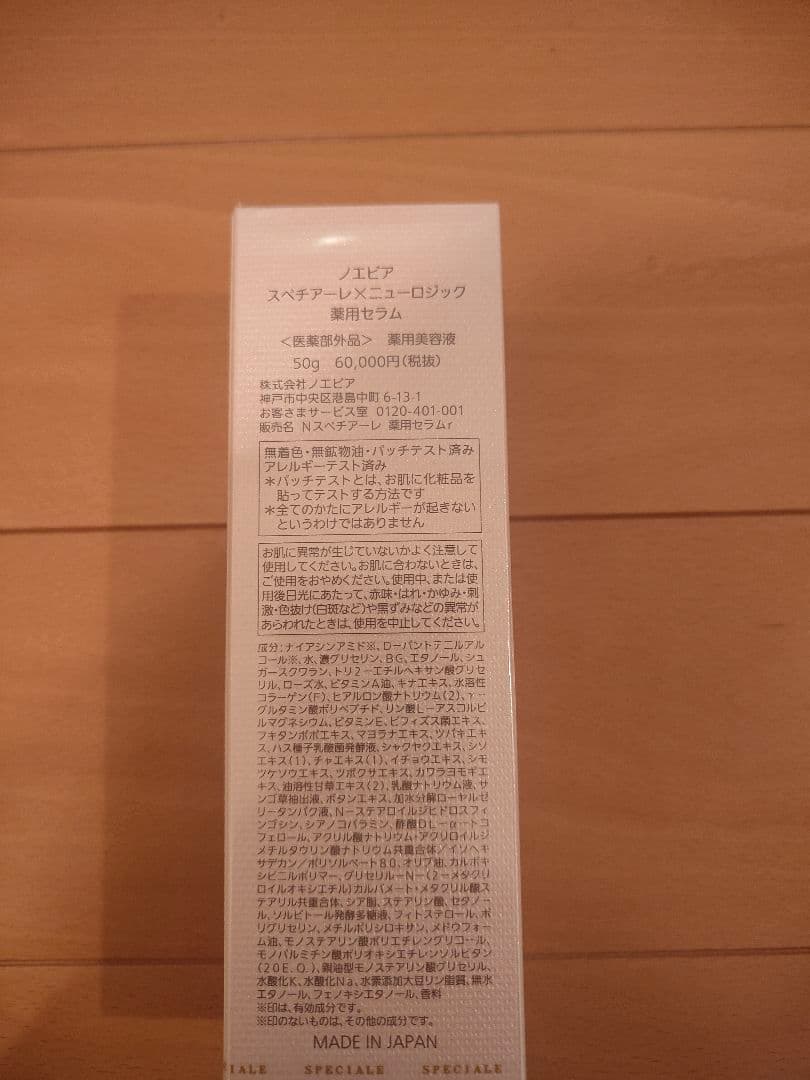 ノエビア
スペチアーレ×ニューロジック
薬用セラム
＜医薬部外品＞　薬用美容液
50g　60,000円(税抜)
株式会社ノエビア
神戸市中央区港島中町6-13-1
お客さまサービス室 0120-401-001
販売名 Nスペチアーレ 薬用セラムr
無着色・無鉱物油・パッチテスト済み
アレルギーテスト済み
＊パッチテストとは、お肌に化粧品を
貼ってテストする方法です
＊全てのかたにアレルギーが起きない
というわけではありません
お肌に異常が生じていないかよく注意して
使用してください。お肌に合わないときは、
ご使用をおやめください。使用中、または使
用後日光にあたって、赤味・はれ・かゆみ・刺
激・色抜け(白斑など)や黒ずみなどの異常が
あらわれたときは、使用を中止してください。
成分：ナイアシンアミド※、D－パントテニルアル
コール※、水、濃グリセリン、BG、エタノール、シュ
ガースクワラン、トリ2－エチルヘキサン酸グリセ
リル、ローズ水、ビタミンA油、キナエキス、水溶性
コラーゲン(F)、ヒアルロン酸ナトリウム(2)、γ－
グルタミン酸ポリペプチド、リン酸L－アスコルビ
ルマグネシウム、ビタミンE、ビフィズス菌エキス、
フキタンポポエキス、マヨラナエキス、ツバキエキ
ス、ハス種子乳酸菌発酵液、シャクヤクエキス、シソ
エキス(1)、チャエキス(1)、イチョウエキス、シモ
ツケソウエキス、ツボクサエキス、カワラヨモギエ
キス、油溶性甘草エキス(2)、乳酸ナトリウム液、サ
ンゴ草抽出液、ボタンエキス、加水分解ローヤルゼ
リータンパク液、N－ステアロイルジヒドロスフィ
ンゴシン、シアノコバラミン、酢酸DL－α－トコ
フェロール、アクリル酸ナトリウム・アクリロイルジ
メチルタウリン酸ナトリウム共重合体／イソヘキ
サデカン／ポリソルベート80、オリブ油、カルボキ
シビニルポリマー、グリセリル－N－(2－メタクリ
ロイルオキシエチル)カルバメート・メタクリル酸ス
テアリル共重合体、シア脂、ステアリン酸、セタノー
ル、ソルビトール発酵多糖液、フィトステロール、ポ
リグリセリン、メチルポリシロキサン、メドウフォー
ム油、モノステアリン酸ポリエチレングリコール、
モノパルミチン酸ポリオキシエチレンソルビタン
(20E.O.)、親油型モノステアリン酸グリセリル、
水酸化K、水酸化Na、水素添加大豆リン脂質、無水
エタノール、フェノキシエタノール、香料
※印は、有効成分です。
※印のないものは、その他の成分です。
MADE IN JAPAN
IALE SPECIALE SPECIALE